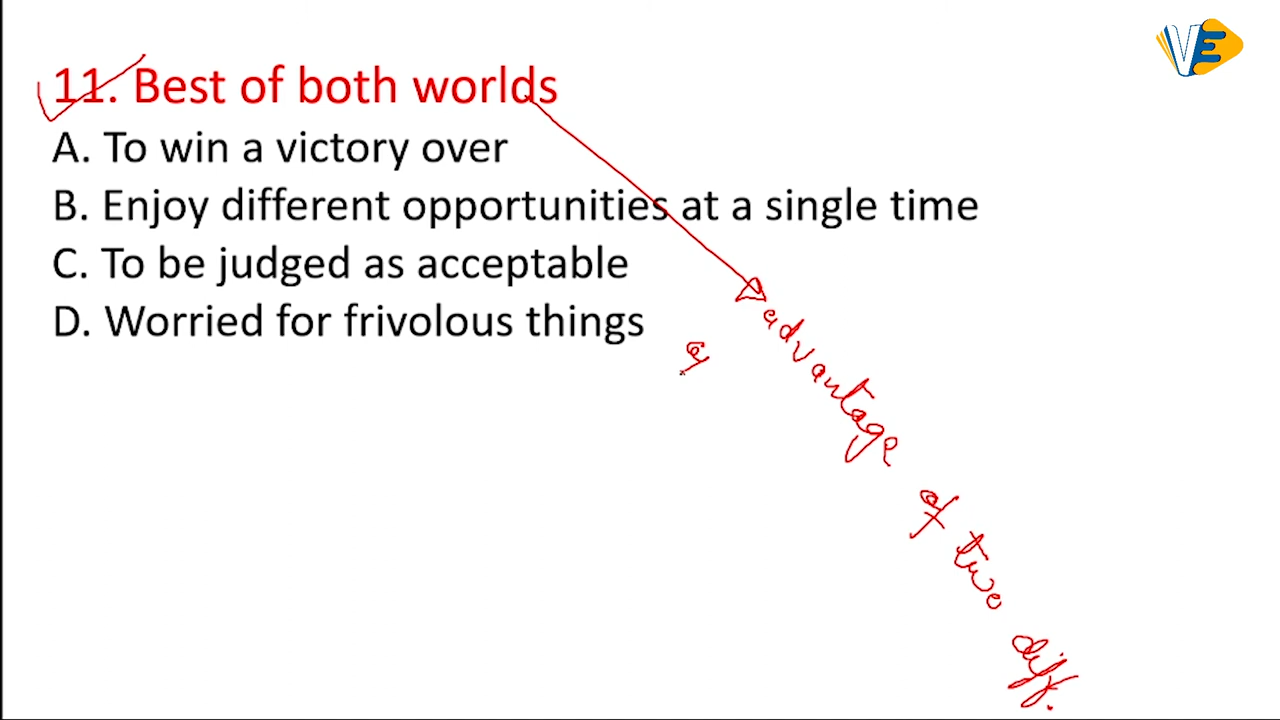 VE
11. Best of both worlds
A. To win a victory over
B. Enjoy different opportunities at a single time
C. To be judged as acceptable
D. Worried for frivolous things
advantage of two diff.